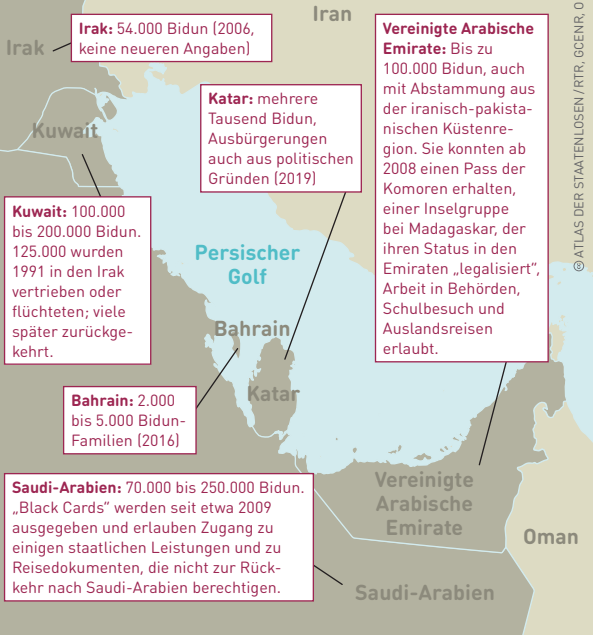 Iran
Irak
Irak: 54.000 Bidun (2006,
keine neueren Angaben)
Kuwait
Katar: mehrere
Tausend Bidun,
Ausbürgerungen
auch aus politischen
Gründen (2019)
Vereinigte Arabische
Emirate: Bis zu
100.000 Bidun, auch
mit Abstammung aus
der iranisch-pakista-
nischen Küstenre-
gion. Sie konnten ab
2008 einen Pass der
Komoren erhalten,
einer Inselgruppe
bei Madagaskar, der
ihren Status in den
Emiraten „legalisiert“,
Arbeit in Behörden,
Schulbesuch und
Auslandsreisen
erlaubt.
Kuwait: 100.000
bis 200.000 Bidun.
125.000 wurden
1991 in den Irak
vertrieben oder
flüchteten; viele
später zurückge-
kehrt.
Persischer
Golf
Bahrain
Katar
Bahrain: 2.000
bis 5.000 Bidun-
Familien (2016)
Saudi-Arabien: 70.000 bis 250.000 Bidun.
„Black Cards“ werden seit etwa 2009
ausgegeben und erlauben Zugang zu
einigen staatlichen Leistungen und zu
Reisedokumenten, die nicht zur Rück-
kehr nach Saudi-Arabien berechtigen.
Vereinigte
Arabische
Emirate
Oman
Saudi-Arabien
© ATLAS DER STAATENLOSEN / RTR, GCENR, O